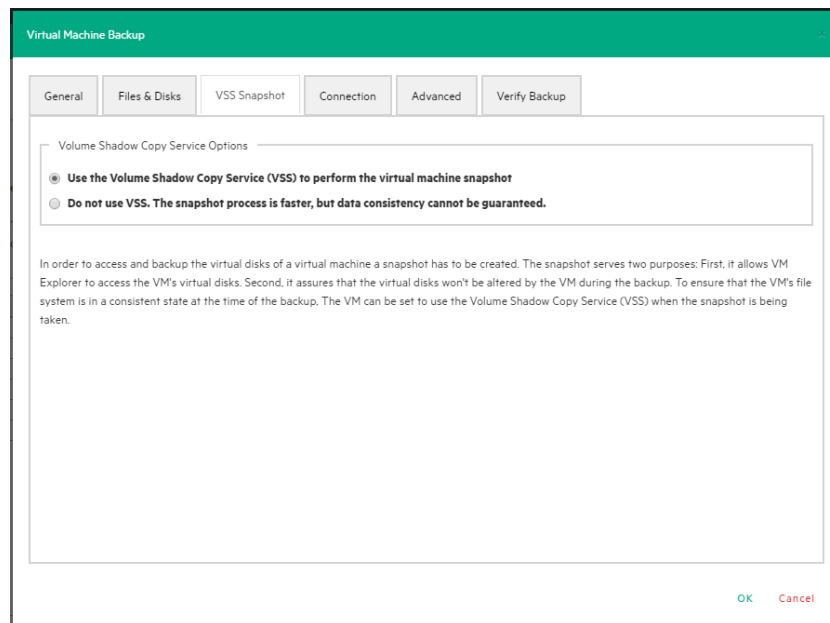 Virtual Machine Backup
General
Files & Disks
VSS Snapshot
Connection
Advanced
Verify Backup
Volume Shadow Copy Service Options
Use the Volume Shadow Copy Service (VSS) to perform the virtual machine snapshot
Do not use VSS. The snapshot process is faster, but data consistency cannot be guaranteed.
In order to access and backup the virtual disks of a virtual machine a snapshot has to be created. The snapshot serves two purposes: First, it allows VM
Explorer to access the VM's virtual disks. Second, it assures that the virtual disks won't be altered by the VM during the backup. To ensure that the VM's file
system is in a consistent state at the time of the backup, The VM can be set to use the Volume Shadow Copy Service (VSS) when the snapshot is being
taken.
OK
Cancel